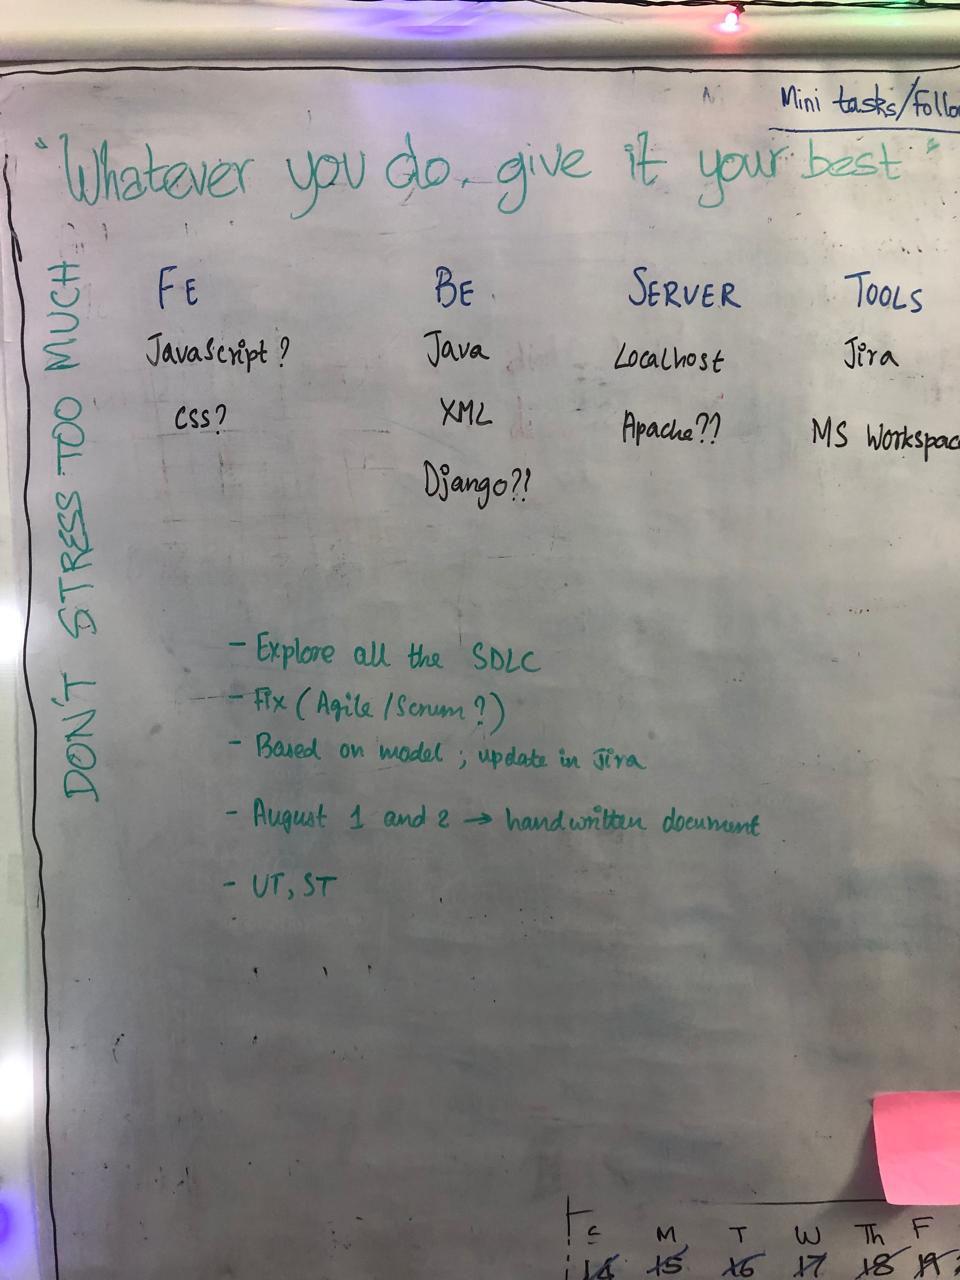 Mini tasks/Follo
"Whatever you do, give it your best"
DON'T STRESS TOO MUCH
FE BE SERVER TOOLS
JavaScript? Java Localhost Jira
CSS? XML Apache?? MS Workspac
Django?!
- Explore all the SDLC
- Fix (Agile/Scrum?)
- Based on model; update in Jira
- August 1 and 2 → handwritten document
- UT, ST
M T W Th F
14 15 16 17 18 19